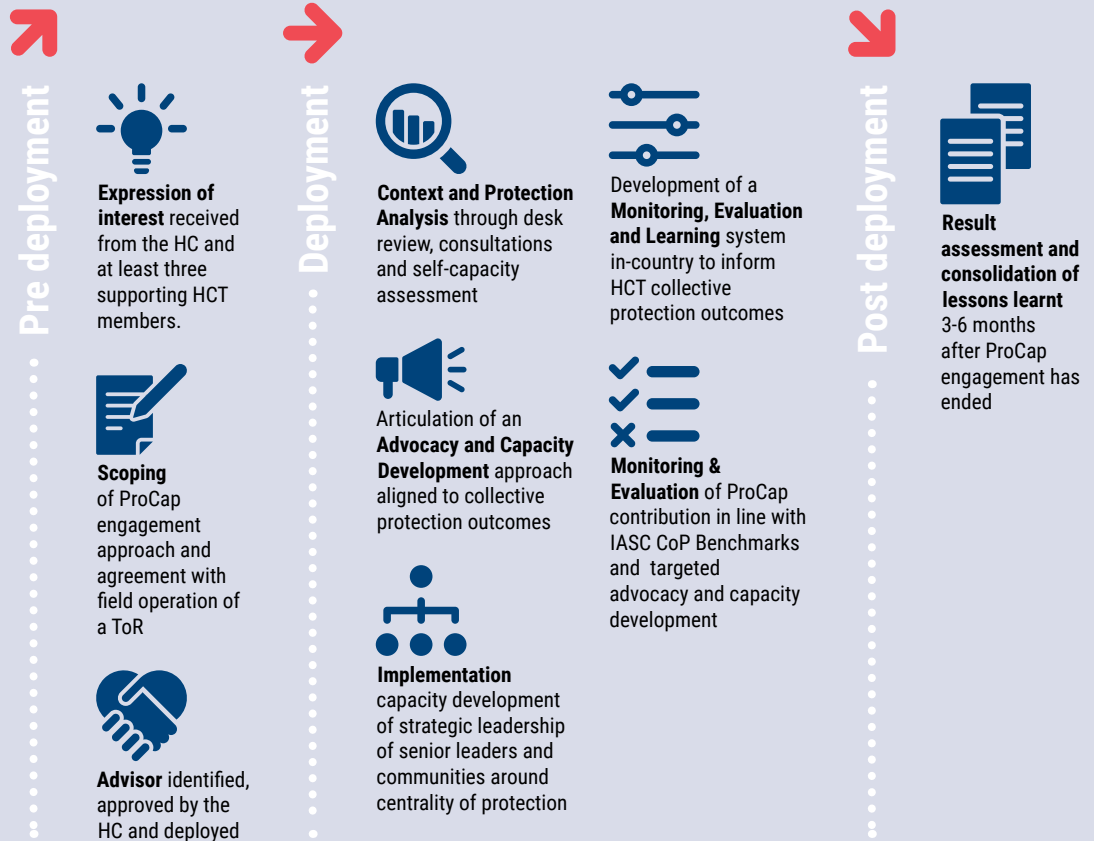 Pre deployment
Expression of
interest received
from the HC and
at least three
supporting HCT
members.
Scoping
of ProCap
engagement
approach and
agreement with
field operation of
a ToR
Advisor identified,
approved by the
HC and deployed
Deployment
Context and Protection
Analysis through desk
review, consultations
and self-capacity
assessment
Articulation of an
Advocacy and Capacity
Development approach
aligned to collective
protection outcomes
Implementation
capacity development
of strategic leadership
of senior leaders and
communities around
centrality of protection
Development of a
Monitoring, Evaluation
and Learning system
in-country to inform
HCT collective
protection outcomes
Monitoring &
Evaluation of ProCap
contribution in line with
IASC CoP Benchmarks
and targeted
advocacy and capacity
development
Post deployment
Result
assessment and
consolidation of
lessons learnt
3-6 months
after ProCap
engagement has
ended